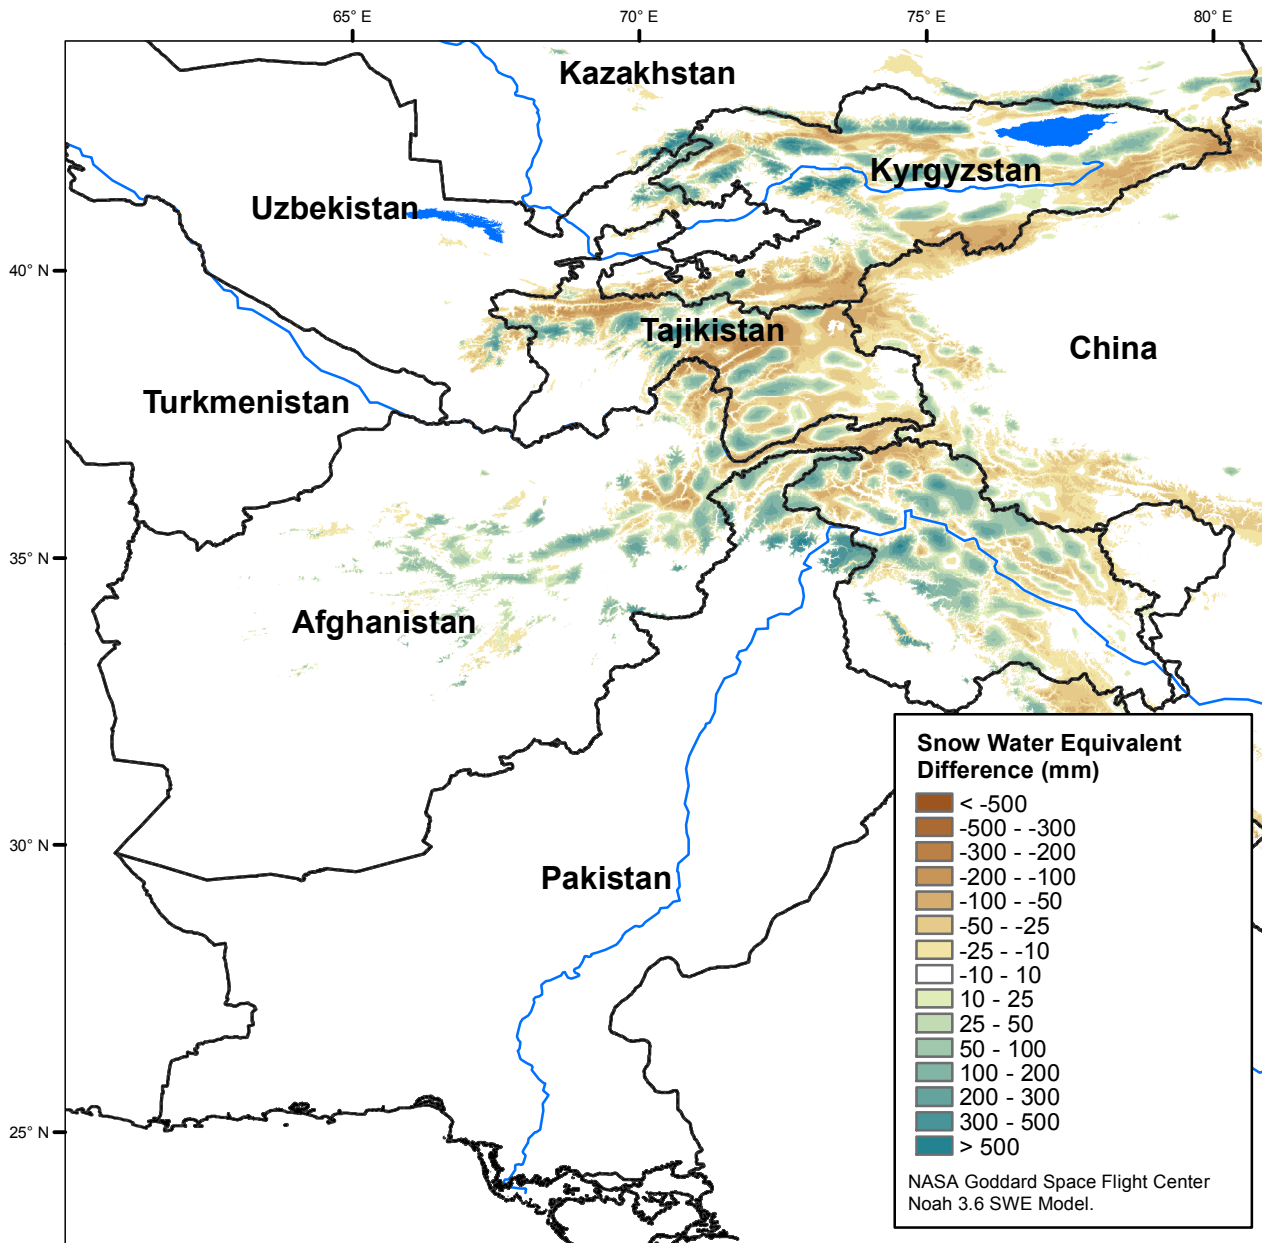 65° E
70° E
75° E
80° E
Kazakhstan
Kyrgyzstan
Uzbekistan
40° N
Tajikistan
China
Turkmenistan
35° N
Afghanistan
Snow Water Equivalent
Difference (mm)
< -500
-500 - -300
-300 - -200
-200 - -100
-100 - -50
-50 - -25
-25 - -10
-10 - 10
10 - 25
25 - 50
50 - 100
100 - 200
200 - 300
300 - 500
> 500
30° N
Pakistan
25° N
NASA Goddard Space Flight Center
Noah 3.6 SWE Model.